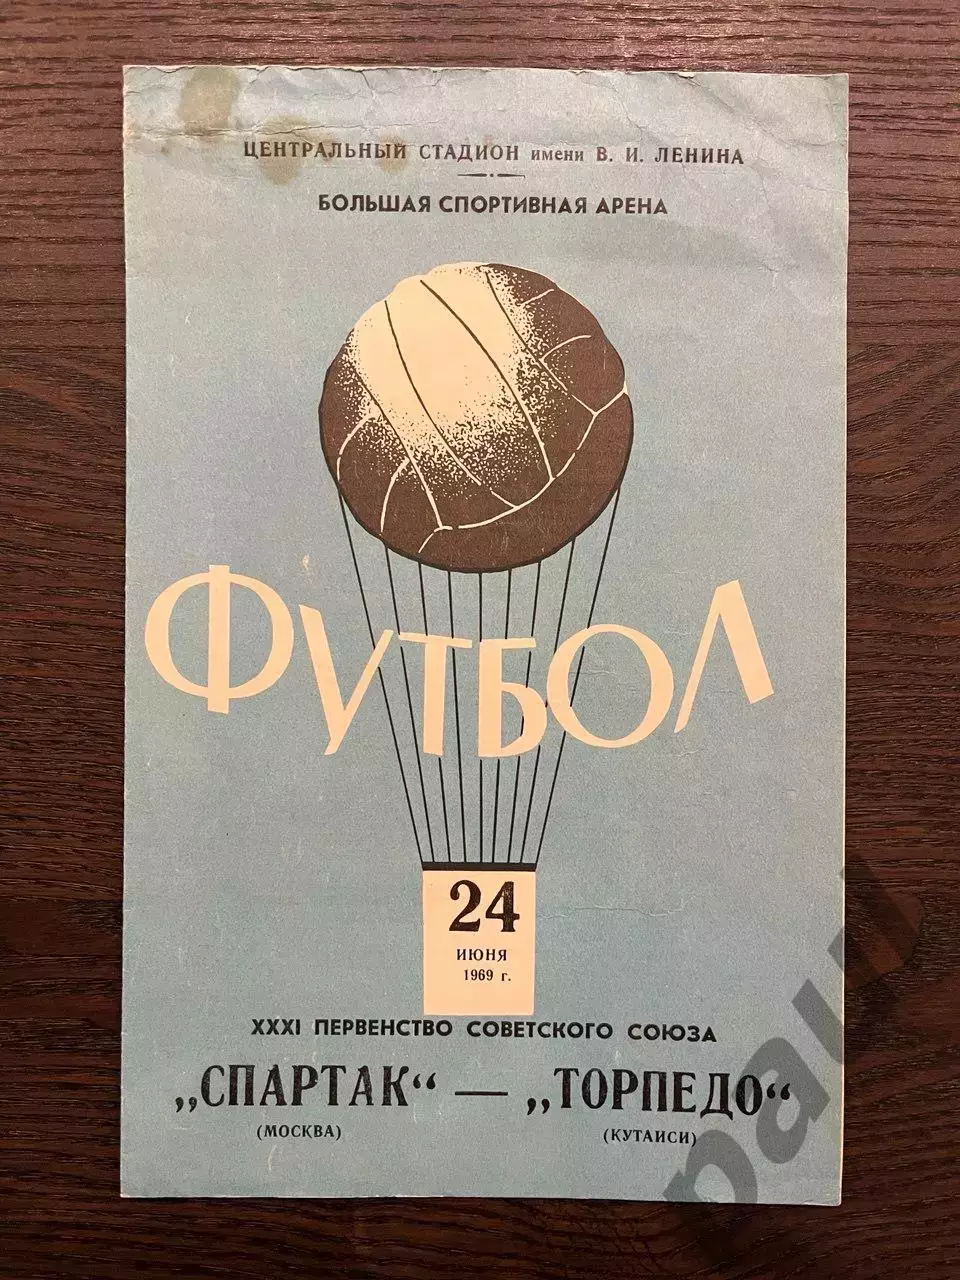 ЦЕНТРАЛЬНЫЙ СТАДИОН имени В. И. ЛЕНИНА
БОЛЬШАЯ СПОРТИВНАЯ АРЕНА
ФУТБОЛ
24
ИЮНЯ
1969 г.
XXXI ПЕРВЕНСТВО СОВЕТСКОГО СОЮЗА
„СПАРТАК“ — „ТОРПЕДО“
(МОСКВА) (КУТАИСИ)